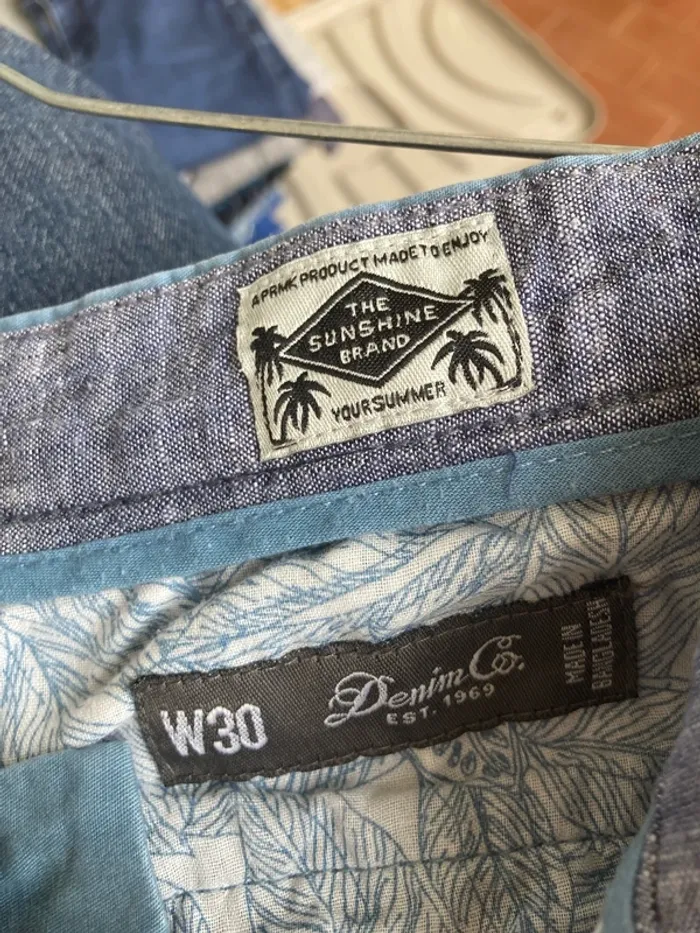 A PRMK PRODUCT MADE TO ENJOY
THE
SUNSHINE
BRAND
YOUR SUMMER
W30
Denim Co.
EST. 1969
MADE IN
BANGLADESH